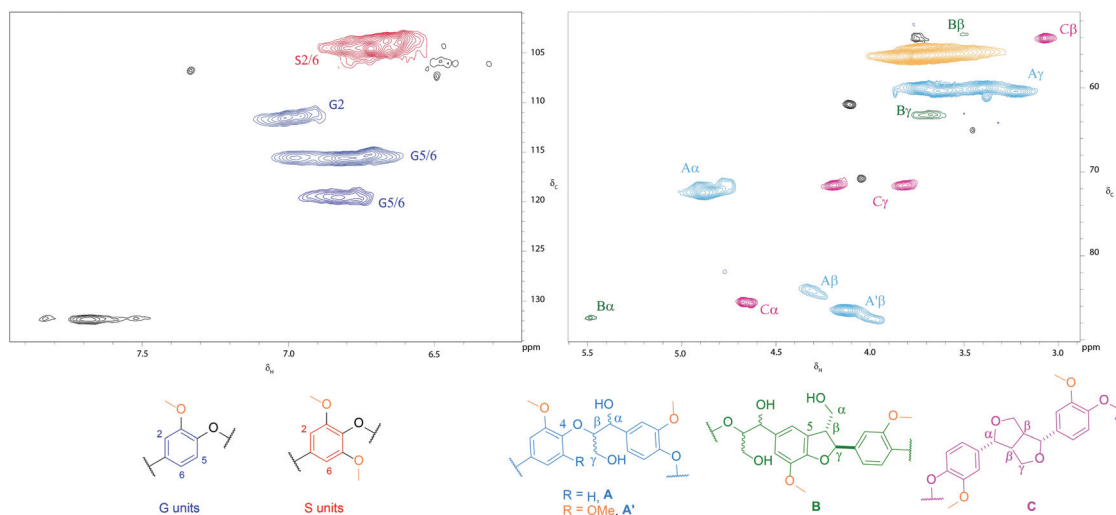 105
S2/6
G2
110
G5/6
115
G5/6
120
δC
125
130
ppm
7.5
7.0
6.5
δH
Bβ
Cβ
Aγ
60
Bγ
Aα
70
Cγ
δC
80
Aβ
Bα
Cα
A'β
ppm
5.5
5.0
4.5
4.0
3.5
3.0
δH
O
2
O
5
6
G units
O
2
O
6
O
S units
O
HO
4
β
α
O
O
γ
HO
R
O
R = H, A
R = OMe, A'
OH
HO
α
O
5
β
O
OH
O
γ
O
O
B
O
O
O
β
α
β
O
γ
O
O
C